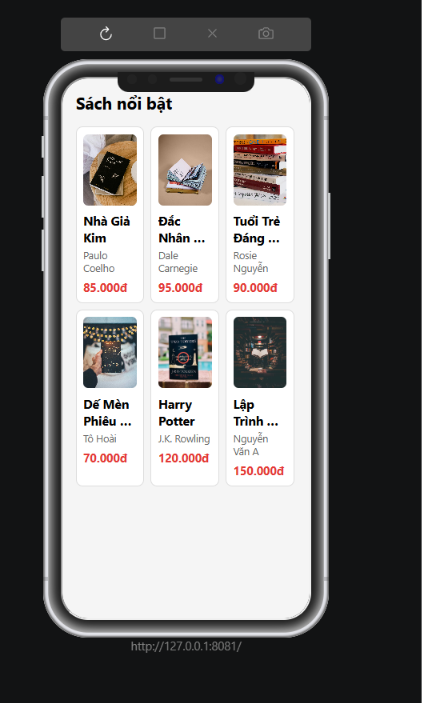 Sách nổi bật
Nhà Giả
Kim
Paulo
Coelho
85.000đ
Đắc
Nhân ...
Dale
Carnegie
95.000đ
Tuổi Trẻ
Đáng ...
Rosie
Nguyễn
90.000đ
Dế Mèn
Phiêu ...
Tô Hoài
70.000đ
Harry
Potter
J.K. Rowling
120.000đ
Lập
Trình ...
Nguyễn
Văn A
150.000đ
http://127.0.0.1:8081/